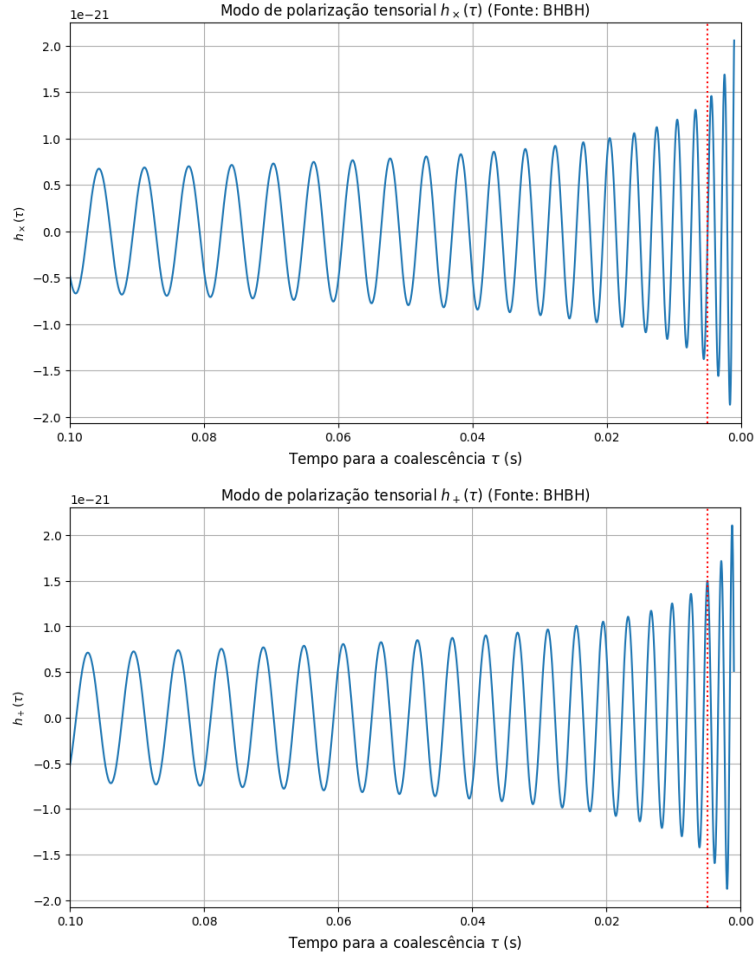 Modo de polarização tensorial h×(τ) (Fonte: BHBH)
1e−21
2.0
1.5
1.0
0.5
0.0
−0.5
−1.0
−1.5
−2.0
h×(τ)
0.10 0.08 0.06 0.04 0.02 0.00
Tempo para a coalescência τ (s)
Modo de polarização tensorial h+(τ) (Fonte: BHBH)
1e−21
2.0
1.5
1.0
0.5
0.0
−0.5
−1.0
−1.5
−2.0
h+(τ)
0.10 0.08 0.06 0.04 0.02 0.00
Tempo para a coalescência τ (s)